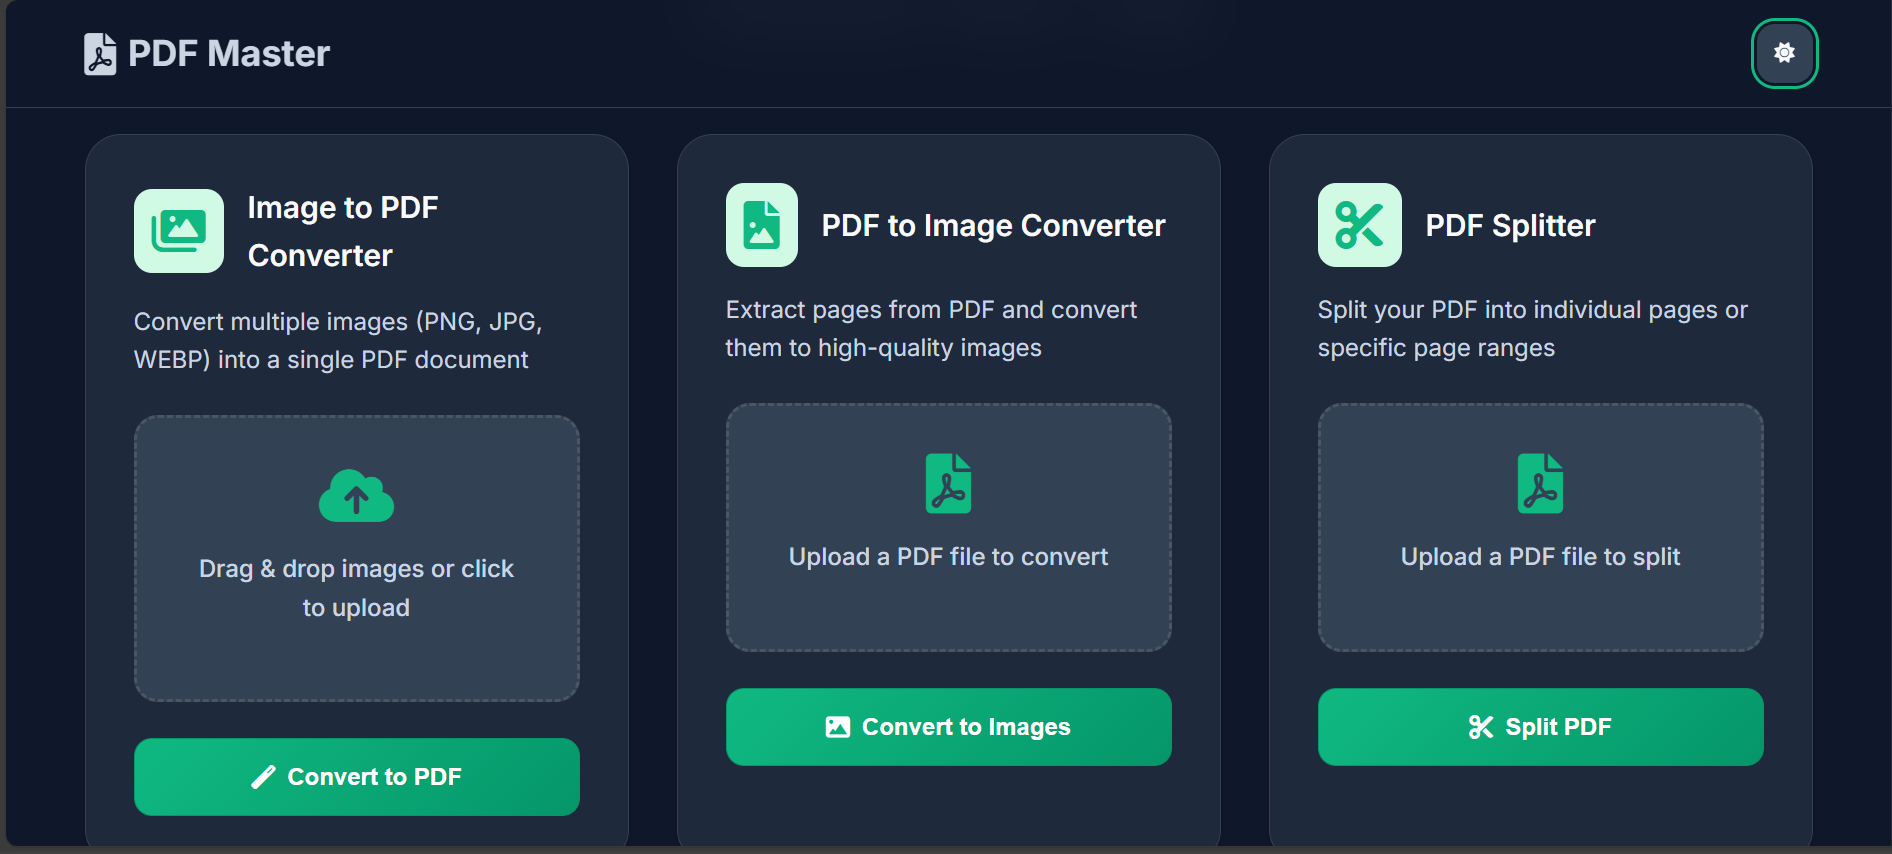 PDF Master
Image to PDF
Converter
Convert multiple images (PNG, JPG,
WEBP) into a single PDF document
Drag & drop images or click
to upload
Convert to PDF
PDF to Image Converter
Extract pages from PDF and convert
them to high-quality images
Upload a PDF file to convert
Convert to Images
PDF Splitter
Split your PDF into individual pages or
specific page ranges
Upload a PDF file to split
Split PDF